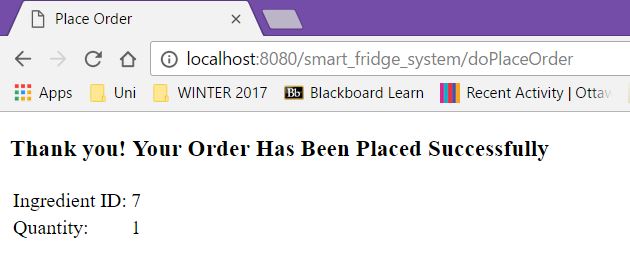 Place Order
localhost:8080/smart_fridge_system/doPlaceOrder
Apps Uni WINTER 2017 Bb Blackboard Learn Recent Activity | Ottaw
Thank you! Your Order Has Been Placed Successfully
Ingredient ID: 7
Quantity: 1